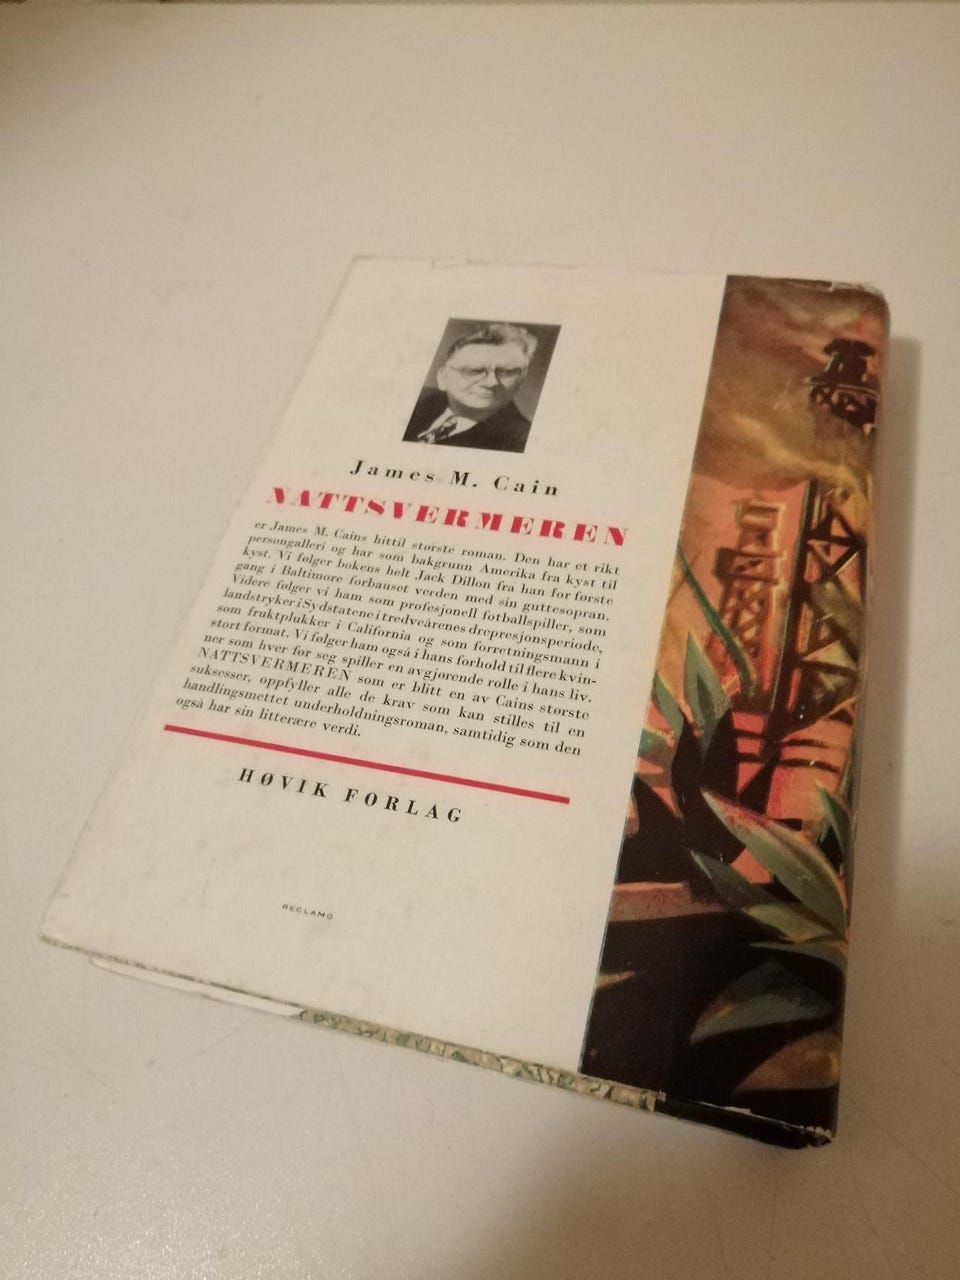 James M. Cain
NATTSVERMEREN
er James M. Cains hittil største roman. Den har et rikt
persongalleri og har som bakgrunn Amerika fra kyst til
kyst. Vi følger bokens helt Jack Dillon fra han for første
gang i Baltimore forbauset verden med sin guttesopran.
Videre følger vi ham som profesjonell fotballspiller, som
landstryker i Sydstatene i tredveårenes drepresjonsperiode,
som fruktplukker i California og som forretningsmann i
stort format. Vi følger ham også i hans forhold til flere kvin-
ner som hver for seg spiller en avgjørende rolle i hans liv.
NATTSVERMEREN som er blitt en av Cains største
suksesser, oppfyller alle de krav som kan stilles til en
handlingsmettet underholdningsroman, samtidig som den
også har sin litterære verdi.
HØVIK FORLAG
RECLAMO